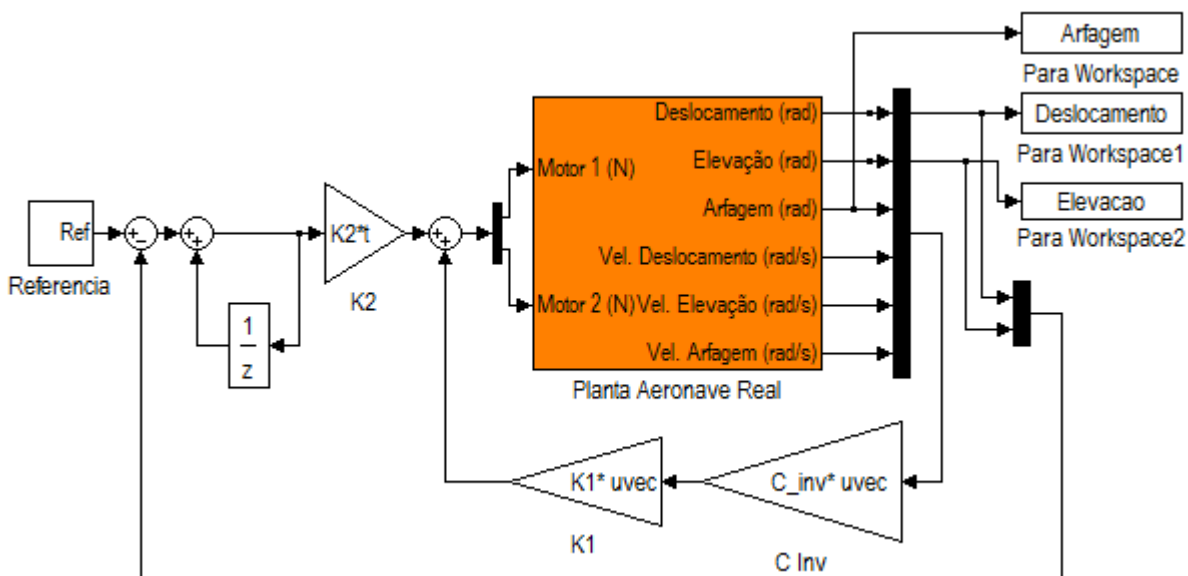 Arfagem
Para Workspace
Deslocamento (rad)
Deslocamento
Motor 1 (N)
Elevação (rad)
Para Workspace1
Arfagem (rad)
Elevacao
Ref
K2*t
Para Workspace2
Vel. Deslocamento (rad/s)
Referencia
K2
Motor 2 (N)
Vel. Elevação (rad/s)
1
z
Vel. Arfagem (rad/s)
Planta Aeronave Real
K1* uvec
C_inv* uvec
K1
C Inv
+
-
+
+
+
+